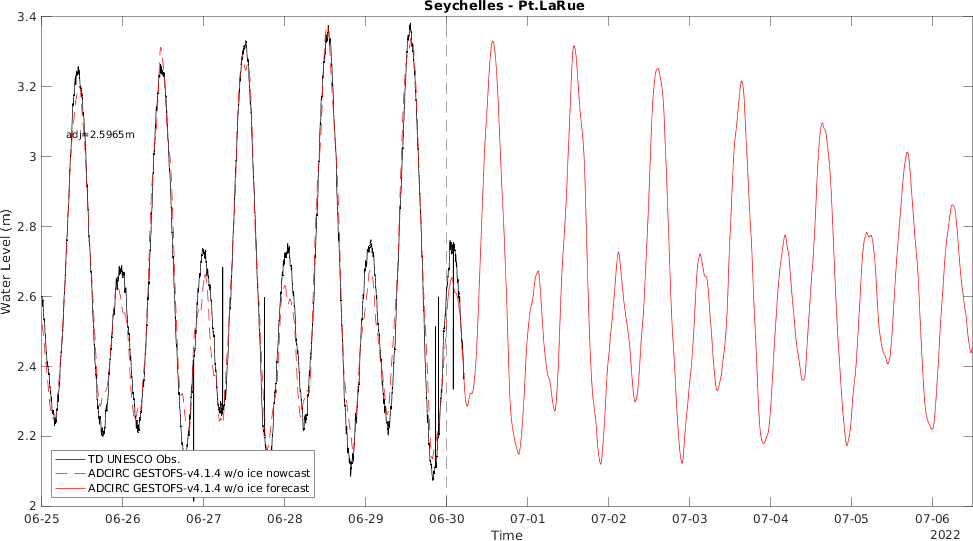 Seychelles - Pt.LaRue
3.4
3.2
adj=2.5965m
3
2.8
Water Level (m)
2.6
2.4
2.2
2
TD UNESCO Obs.
ADCIRC GESTOFS-v4.1.4 w/o ice nowcast
ADCIRC GESTOFS-v4.1.4 w/o ice forecast
06-25 06-26 06-27 06-28 06-29 06-30 07-01 07-02 07-03 07-04 07-05 07-06
Time
2022